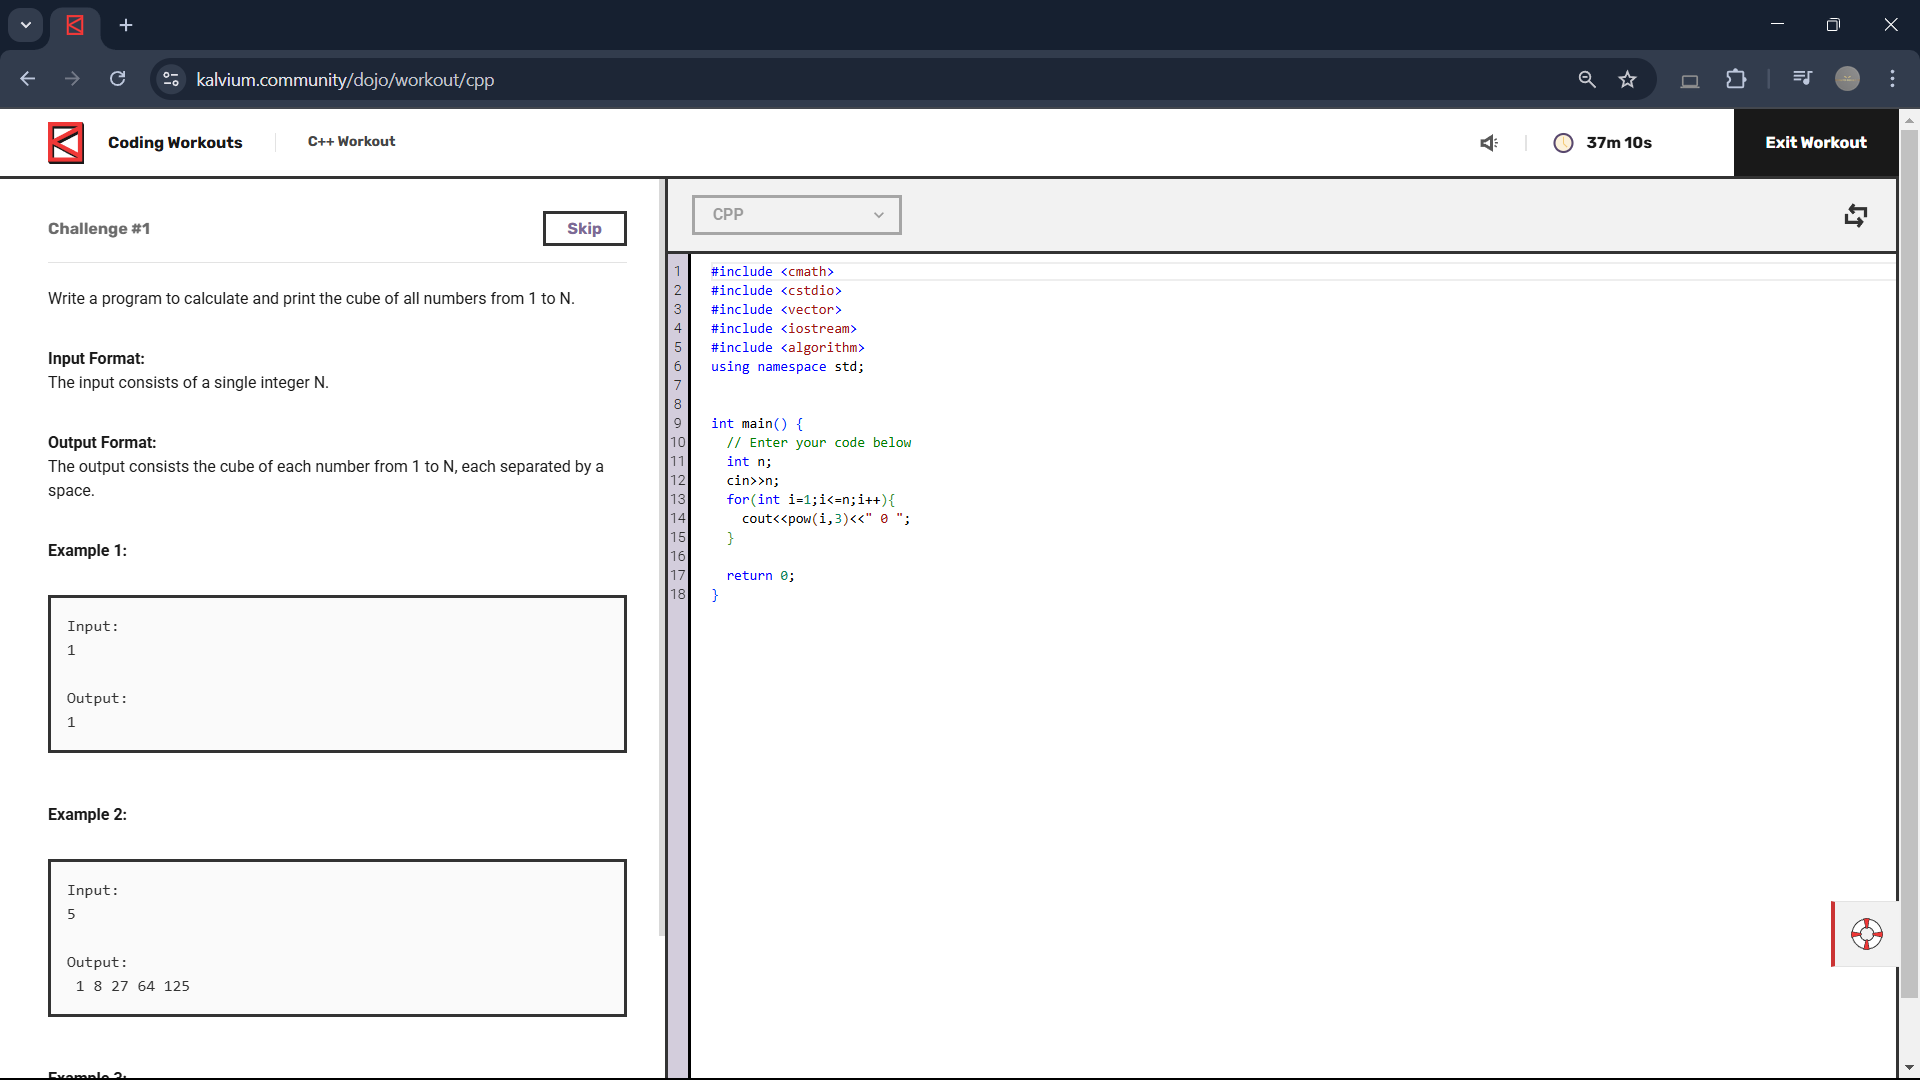 kalvium.community/dojo/workout/cpp
Coding Workouts
C++ Workout
37m 10s
Exit Workout
Challenge #1
Skip
Write a program to calculate and print the cube of all numbers from 1 to N.
Input Format:
The input consists of a single integer N.
Output Format:
The output consists the cube of each number from 1 to N, each separated by a
space.
Example 1:
Input:
1
Output:
1
Example 2:
Input:
5
Output:
1 8 27 64 125
Example 3:
CPP
1 #include <cmath>
2 #include <cstdio>
3 #include <vector>
4 #include <iostream>
5 #include <algorithm>
6 using namespace std;
7
8
9 int main() {
10 // Enter your code below
11 int n;
12 cin>>n;
13 for(int i=1;i<=n;i++){
14 cout<<pow(i,3)<<" 0 ";
15 }
16
17 return 0;
18 }